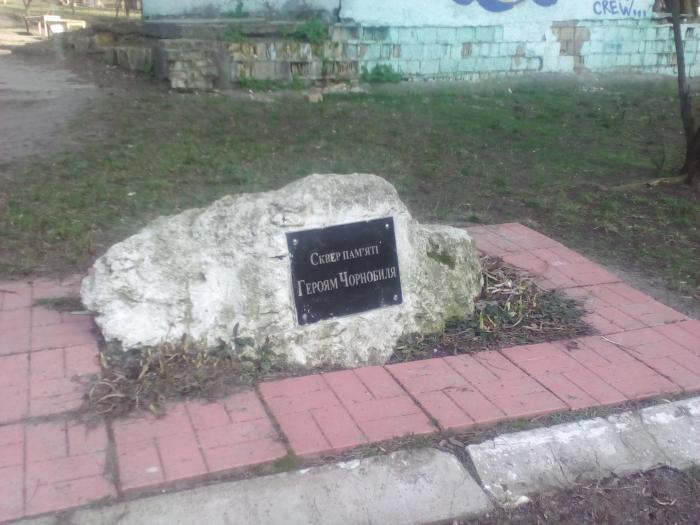 CREW...
Сквер пам'яті
Героям Чорнобиля